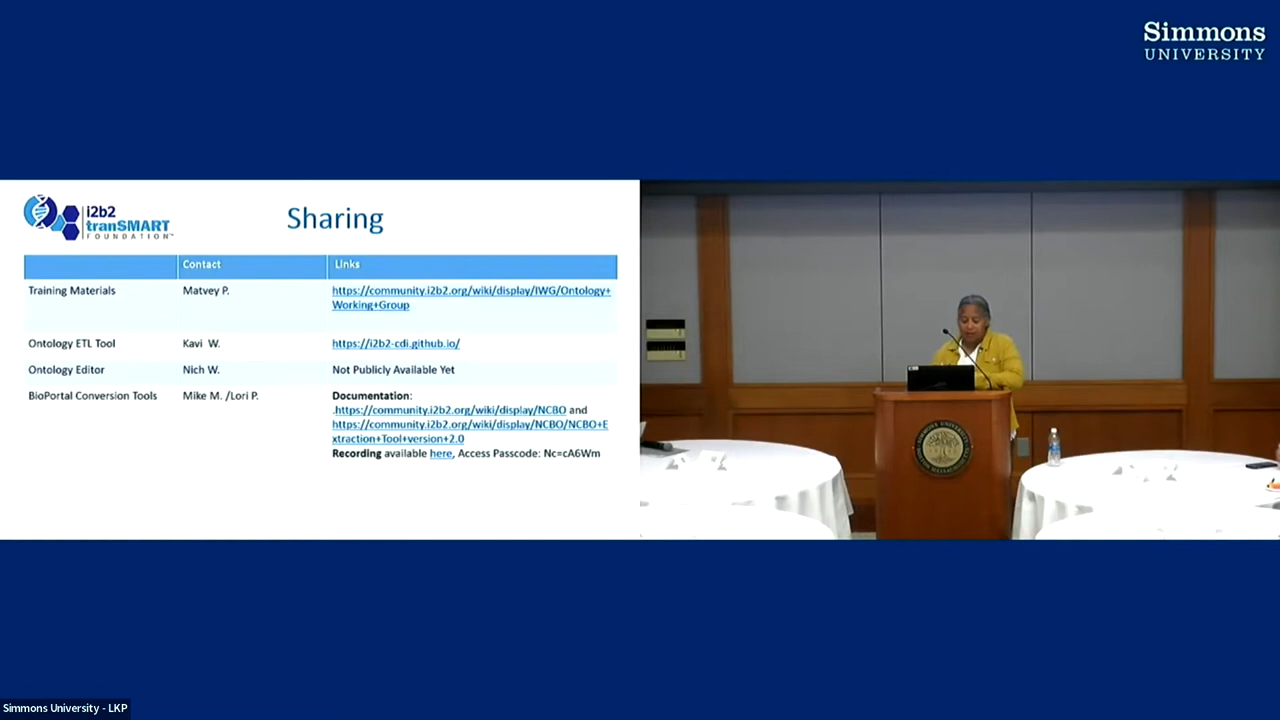 Simmons
UNIVERSITY
i2b2
tranSMART
FOUNDATION
Sharing
Contact
Links
Training Materials
Matvey P.
https://community.i2b2.org/wiki/display/IWG/Ontology+
Working+Group
Ontology ETL Tool
Kavi W.
https://i2b2-cdi.github.io/
Ontology Editor
Nich W.
Not Publicly Available Yet
BioPortal Conversion Tools
Mike M. /Lori P.
Documentation:
.https://community.i2b2.org/wiki/display/NCBO and
https://community.i2b2.org/wiki/display/NCBO/NCBO+E
xtraction+Tool+version+2.0
Recording available here, Access Passcode: Nc=cA6Wm
Simmons University - LKP